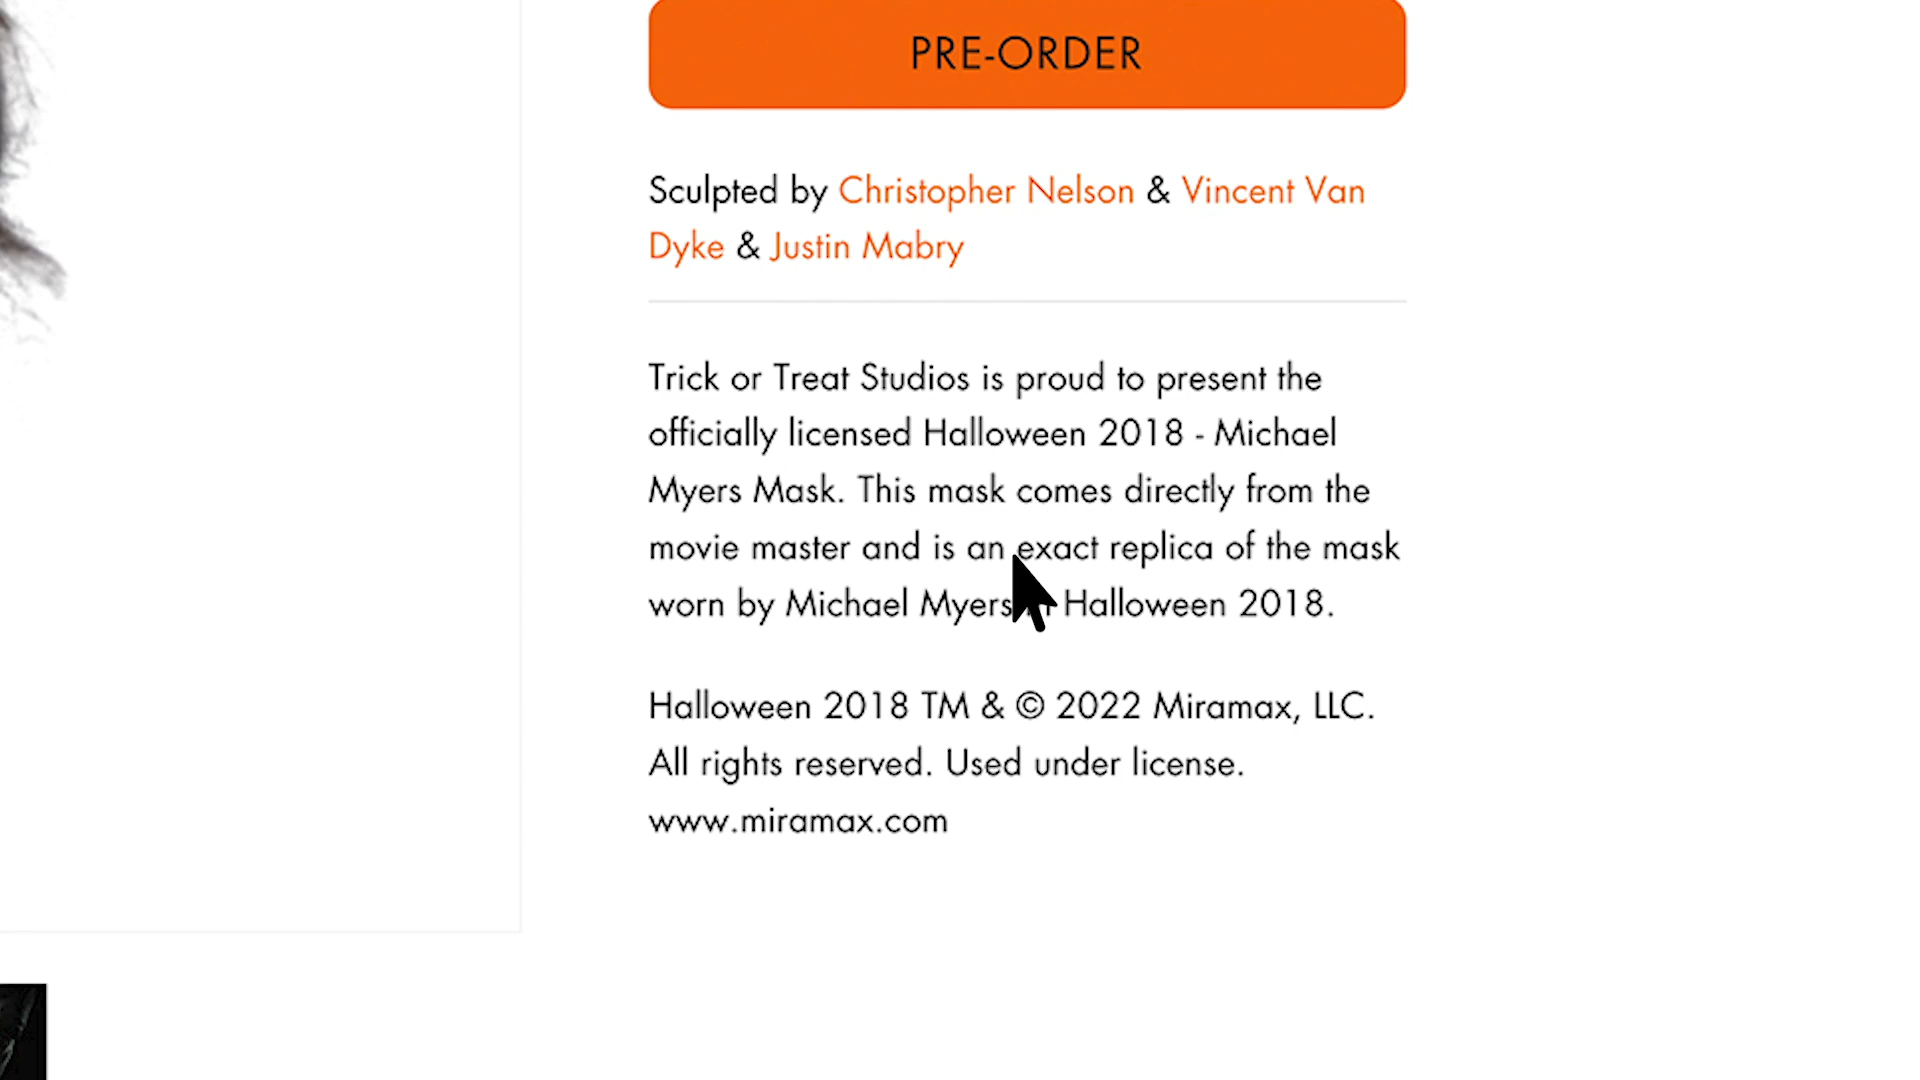 PRE-ORDER
Sculpted by Christopher Nelson & Vincent Van
Dyke & Justin Mabry
Trick or Treat Studios is proud to present the
officially licensed Halloween 2018 - Michael
Myers Mask. This mask comes directly from the
movie master and is an exact replica of the mask
worn by Michael Myers Halloween 2018.
Halloween 2018 TM & © 2022 Miramax, LLC.
All rights reserved. Used under license.
www.miramax.com